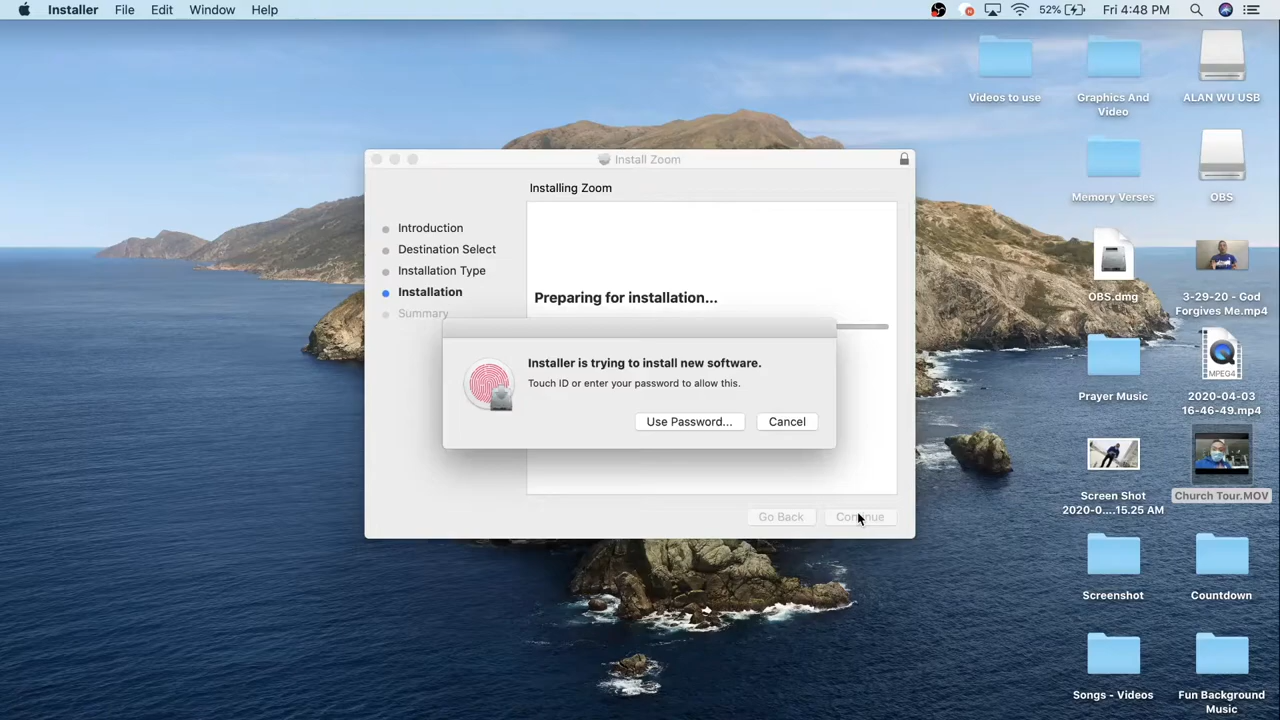 Installer File Edit Window Help 52% Fri 4:48 PM
Videos to use
Graphics And
Video
ALAN WU USB
Memory Verses
OBS
OBS.dmg
3-29-20 - God
Forgives Me.mp4
Prayer Music
MPEG4
2020-04-03
16-46-49.mp4
Screen Shot
2020-0....15.25 AM
Church Tour.MOV
Screenshot
Countdown
Songs - Videos
Fun Background
Music
Install Zoom
Installing Zoom
Introduction
Destination Select
Installation Type
Installation
Summary
Preparing for installation...
Installer is trying to install new software.
Touch ID or enter your password to allow this.
Use Password... Cancel
Go Back Continue